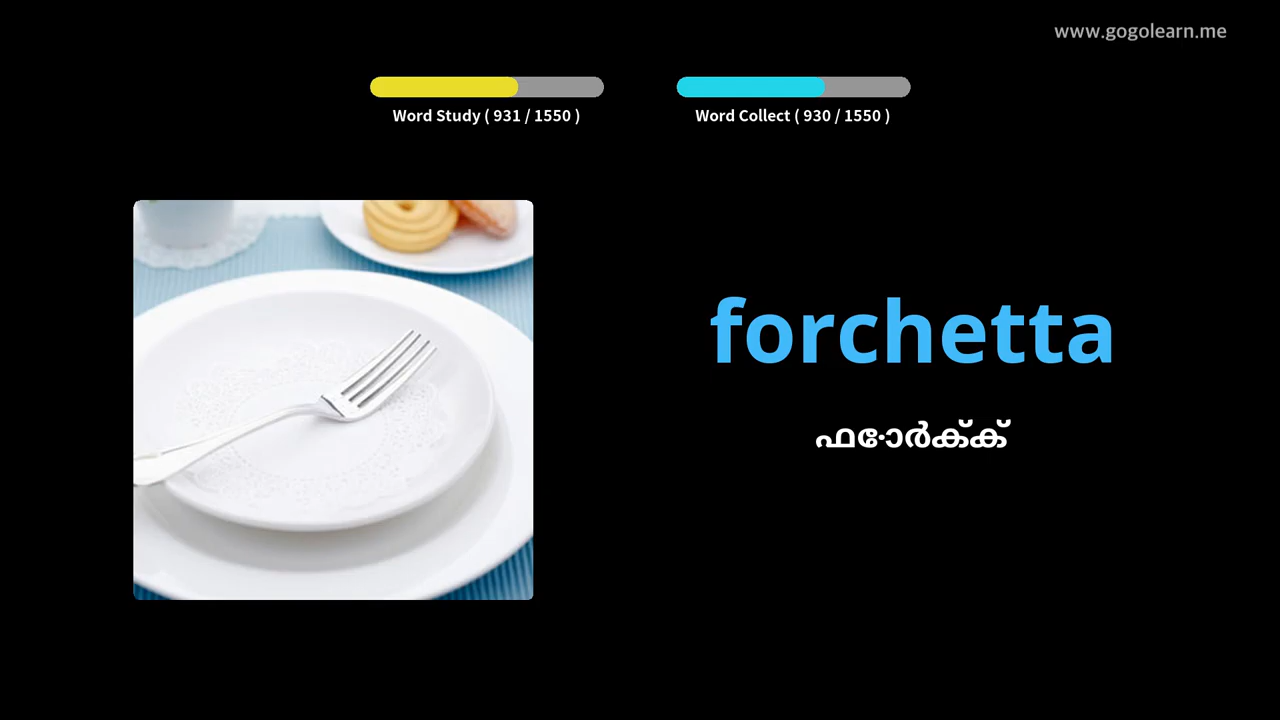 www.gogolearn.me
Word Study ( 931 / 1550 )
Word Collect ( 930 / 1550 )
forchetta
ഫോർക്ക്